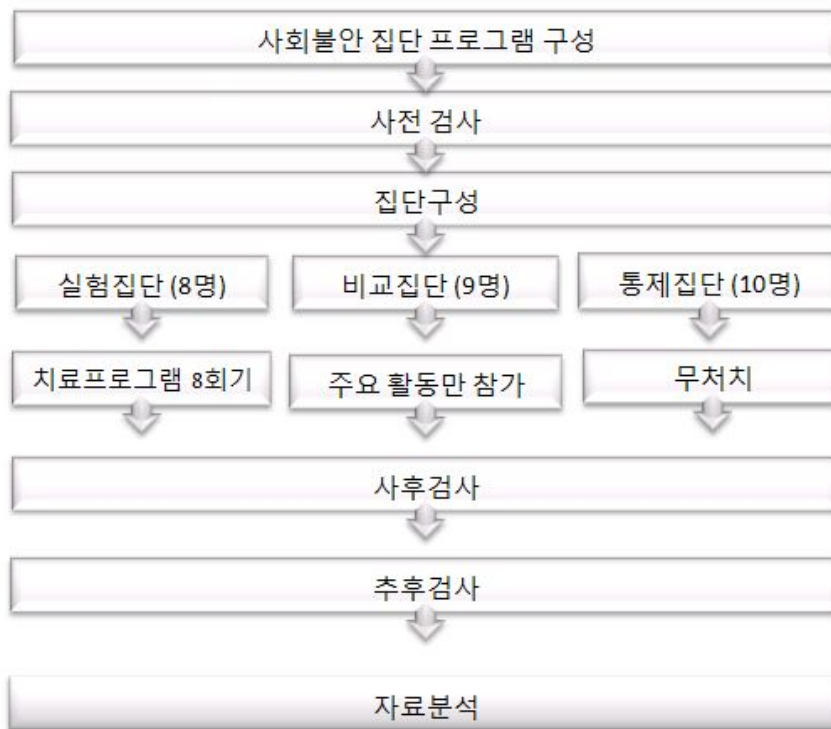 사회불안 집단 프로그램 구성
사전 검사
집단구성
실험집단 (8명)
비교집단 (9명)
통제집단 (10명)
치료프로그램 8회기
주요 활동만 참가
무처치
사후검사
추후검사
자료분석